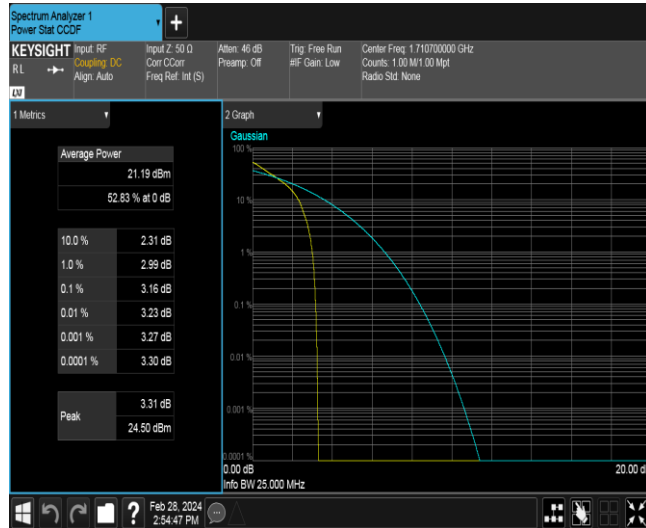 Spectrum Analyzer 1
Power Stat CCDF
+
KEYSIGHT
RL
LXI
Input: RF
Coupling: DC
Align: Auto
Input Z: 50 Ω
Corr CCorr
Freq Ref: Int (S)
Atten: 46 dB
Preamp: Off
Trig: Free Run
#IF Gain: Low
Center Freq: 1.710700000 GHz
Counts: 1.00 M/1.00 Mpt
Radio Std: None
1 Metrics
Average Power
21.19 dBm
52.83 % at 0 dB
10.0 % 2.31 dB
1.0 % 2.99 dB
0.1 % 3.16 dB
0.01 % 3.23 dB
0.001 % 3.27 dB
0.0001 % 3.30 dB
Peak
3.31 dB
24.50 dBm
2 Graph
Gaussian
100 %
10 %
1 %
0.1 %
0.01 %
0.001 %
0.0001 %
0.00 dB
20.00 d
Info BW 25.000 MHz
?
Feb 28, 2024
2:54:47 PM